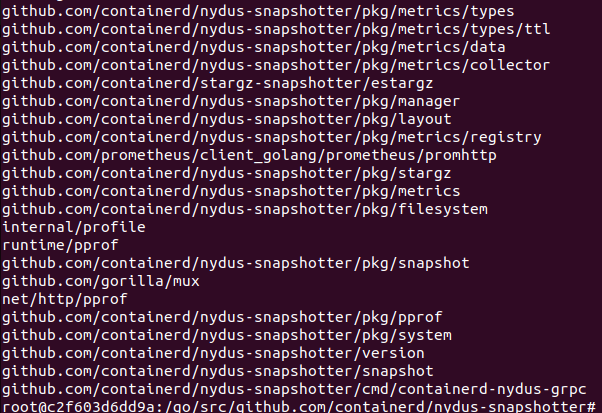 github.com/containerd/nydus-snapshotter/pkg/metrics/types
github.com/containerd/nydus-snapshotter/pkg/metrics/types/ttl
github.com/containerd/nydus-snapshotter/pkg/metrics/data
github.com/containerd/nydus-snapshotter/pkg/metrics/collector
github.com/containerd/stargz-snapshotter/estargz
github.com/containerd/nydus-snapshotter/pkg/manager
github.com/containerd/nydus-snapshotter/pkg/layout
github.com/containerd/nydus-snapshotter/pkg/metrics/registry
github.com/prometheus/client_golang/prometheus/promhttp
github.com/containerd/nydus-snapshotter/pkg/stargz
github.com/containerd/nydus-snapshotter/pkg/metrics
github.com/containerd/nydus-snapshotter/pkg/filesystem
internal/profile
runtime/pprof
github.com/containerd/nydus-snapshotter/pkg/snapshot
github.com/gorilla/mux
net/http/pprof
github.com/containerd/nydus-snapshotter/pkg/pprof
github.com/containerd/nydus-snapshotter/pkg/system
github.com/containerd/nydus-snapshotter/version
github.com/containerd/nydus-snapshotter/snapshot
github.com/containerd/nydus-snapshotter/cmd/containerd-nydus-grpc
root@c2f603d6dd9a:/go/src/github.com/containerd/nydus-snapshotter#